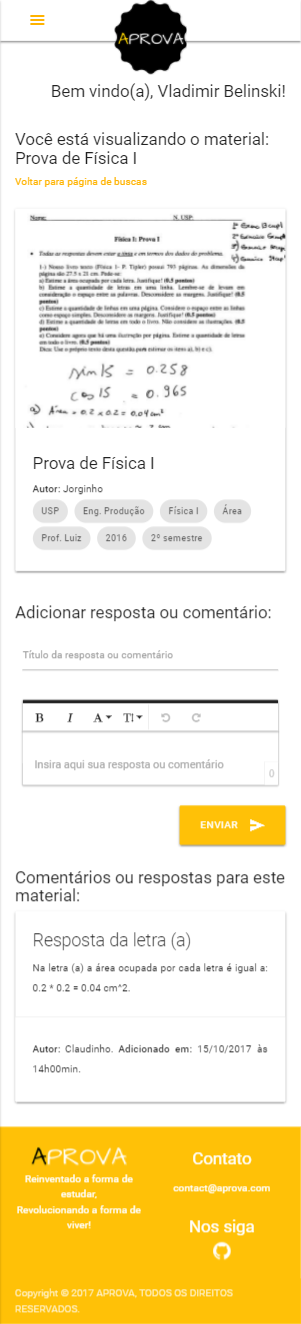 APROVA
Bem vindo(a), Vladimir Belinski!
Você está visualizando o material:
Prova de Física I
Voltar para página de buscas
Nome: N. USP:
Física I: Prova I
Todas as respostas devem estar a tinta e em termos dos dados do problema.
1-) Nosso livro texto (Física 1- P. Tipler) possui 793 páginas. As dimensões da
página são 27.5 x 21 cm. Pede-se:
a) Estime a área ocupada por cada letra. Justifique! (0,5 pontos)
b) Estime a quantidade de letras em uma linha. Lembre-se de levam em
consideração o espaço entre as palavras. Desconsidere as margens. Justifique! (0,5
pontos)
c) Estime a quantidade de linhas em uma página. Considere o espaço entre as linhas
como espaço simples. Desconsidere as margens. Justifique! (0.5 pontos)
d) Estime a quantidade de letras em todo o livro. Não considere as ilustrações. (0.5
pontos)
e) Considere agora que há uma ilustração por página. Estime a quantidade de letras
em todo o livro. (0.5 pontos)
Dica: Use o próprio texto desta questão para estimar os itens a), b) e c).
sin15 = 0.258
cos15 = 0.965
a) Área = 0.2 x 0.2 = 0.04 cm²
Prova de Física I
Autor: Jorginho
USP Eng. Produção Física I Área
Prof. Luiz 2016 2º semestre
Adicionar resposta ou comentário:
Título da resposta ou comentário
B I A T
Insira aqui sua resposta ou comentário
0
ENVIAR
Comentários ou respostas para este
material:
Resposta da letra (a)
Na letra (a) a área ocupada por cada letra é igual a:
0.2 * 0.2 = 0.04 cm^2.
Autor: Claudinho. Adicionado em: 15/10/2017 às
14h00min.
APROVA
Reinventado a forma de
estudar,
Revolucionando a forma de
viver!
Contato
contact@aprova.com
Nos siga
Copyright © 2017 APROVA, TODOS OS DIREITOS
RESERVADOS.